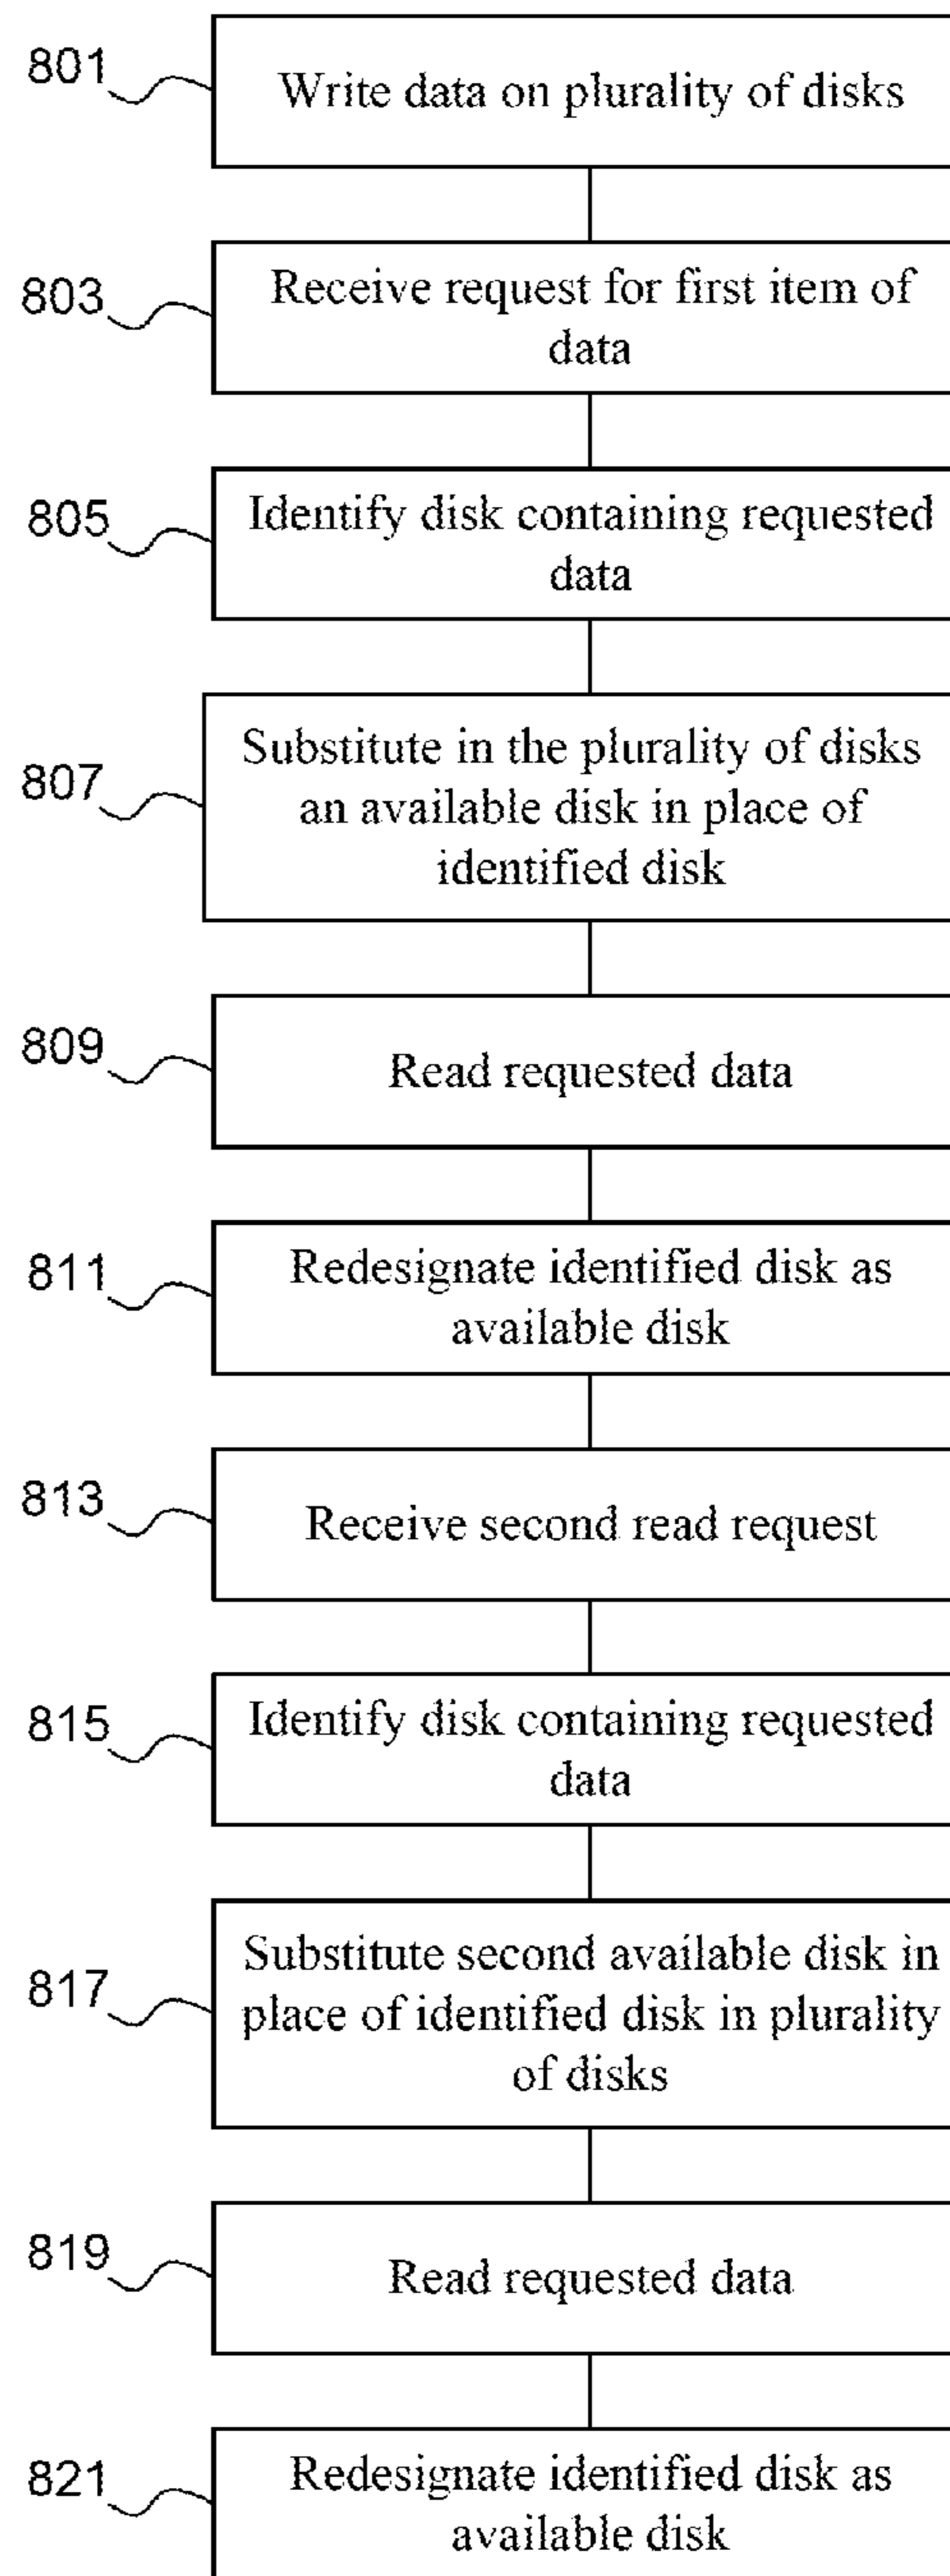 801
Write data on plurality of disks
803
Receive request for first item of
data
805
Identify disk containing requested
data
807
Substitute in the plurality of disks
an available disk in place of
identified disk
809
Read requested data
811
Redesignate identified disk as
available disk
813
Receive second read request
815
Identify disk containing requested
data
817
Substitute second available disk in
place of identified disk in plurality
of disks
819
Read requested data
821
Redesignate identified disk as
available disk